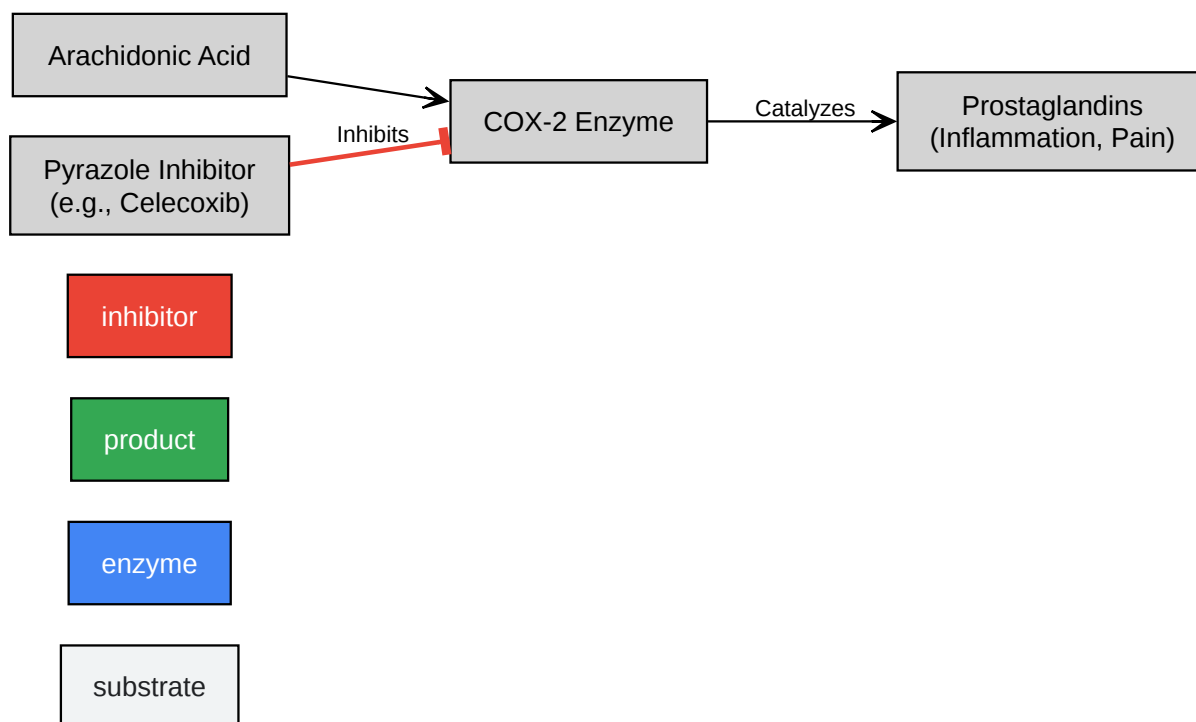 Arachidonic Acid
Pyrazole Inhibitor
(e.g., Celecoxib)
Inhibits
COX-2 Enzyme
Catalyzes
Prostaglandins
(Inflammation, Pain)
inhibitor
product
enzyme
substrate